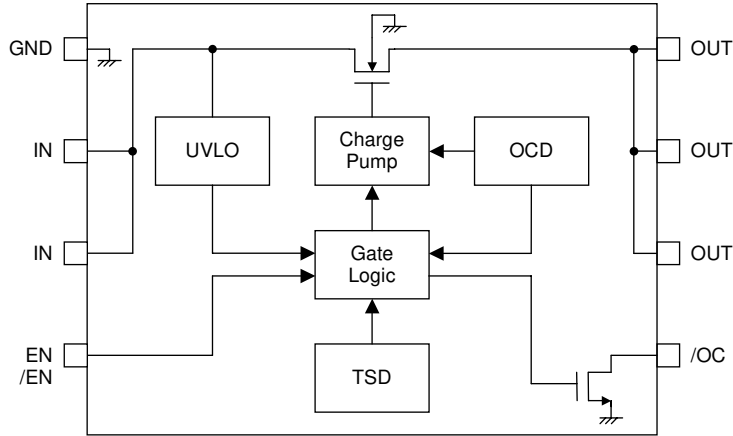 GND
OUT
IN
UVLO
Charge
Pump
OCD
OUT
IN
Gate
Logic
OUT
EN
/EN
TSD
/OC